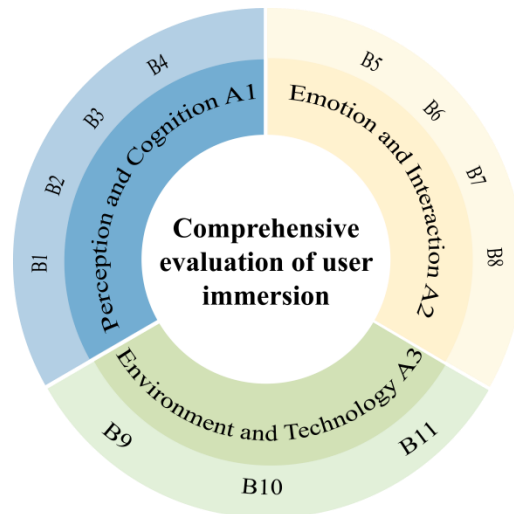 Comprehensive
evaluation of user
immersion
Perception and Cognition A1
B1
B2
B3
B4
Emotion and Interaction A2
B5
B6
B7
B8
Environment and Technology A3
B9
B10
B11